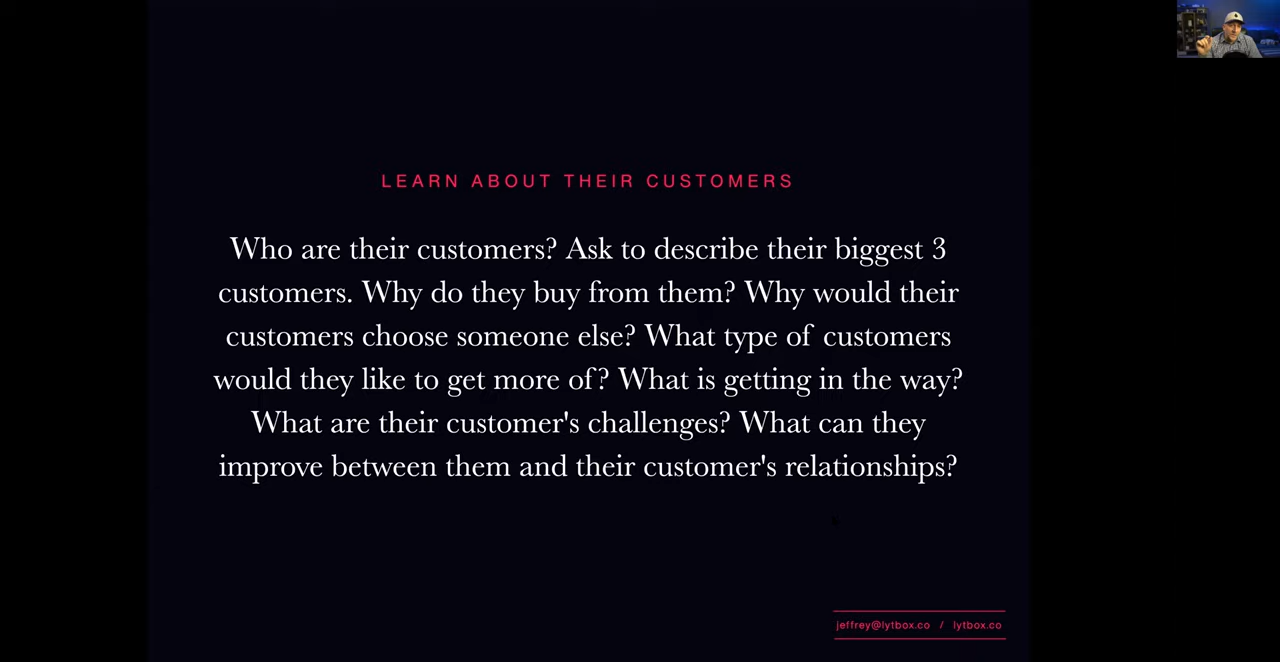 LEARN ABOUT THEIR CUSTOMERS
Who are their customers? Ask to describe their biggest 3
customers. Why do they buy from them? Why would their
customers choose someone else? What type of customers
would they like to get more of? What is getting in the way?
What are their customer's challenges? What can they
improve between them and their customer's relationships?
jeffrey@lytbox.co / lytbox.co